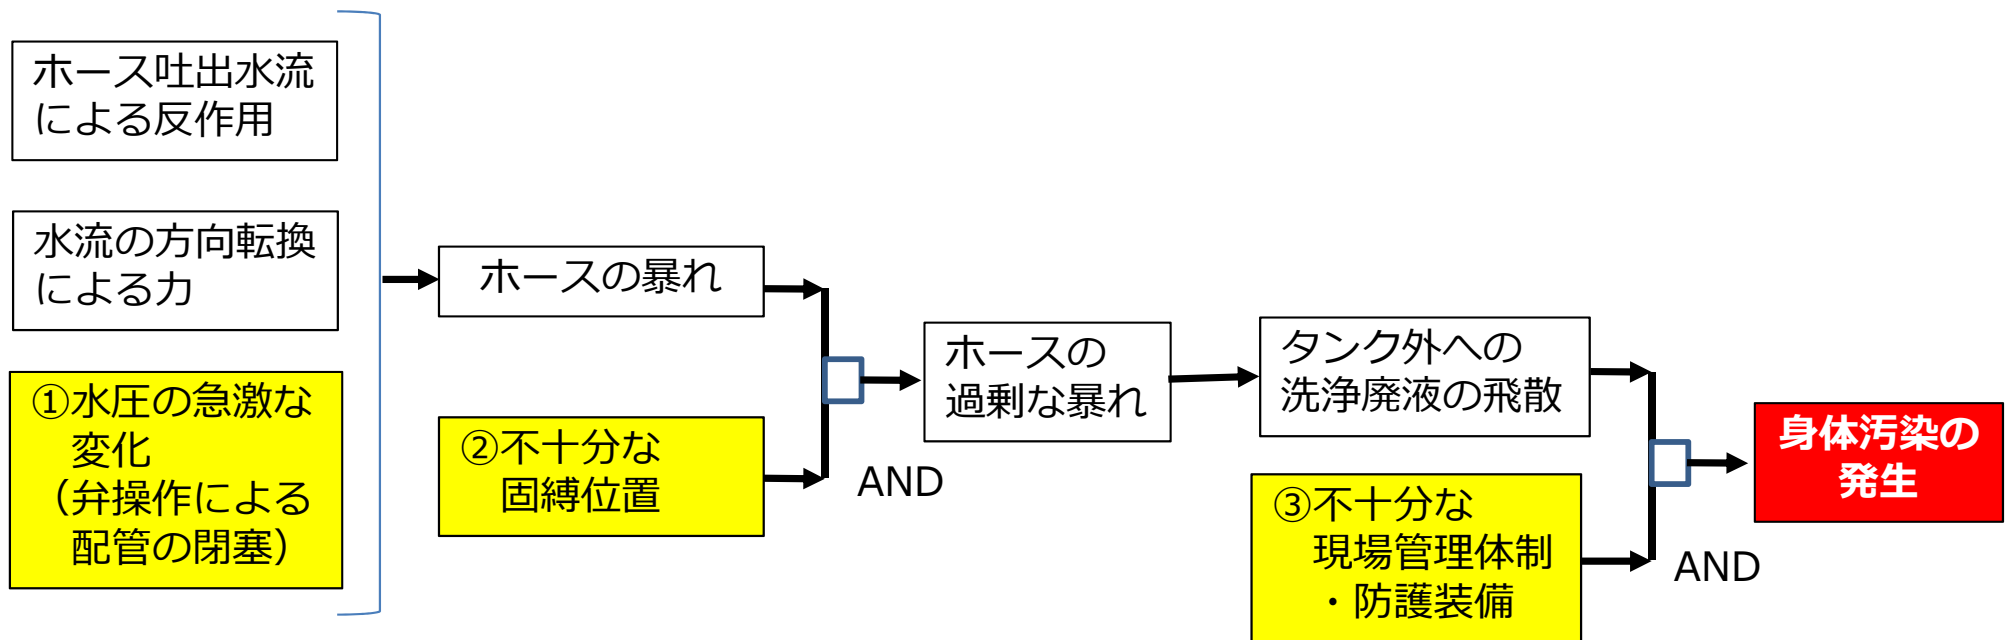 ホース吐出水流
による反作用
水流の方向転換
による力
①水圧の急激な
変化
（弁操作による
配管の閉塞）
ホースの暴れ
②不十分な
固縛位置
AND
ホースの
過剰な暴れ
タンク外への
洗浄廃液の飛散
③不十分な
現場管理体制
・防護装備
AND
身体汚染の
発生